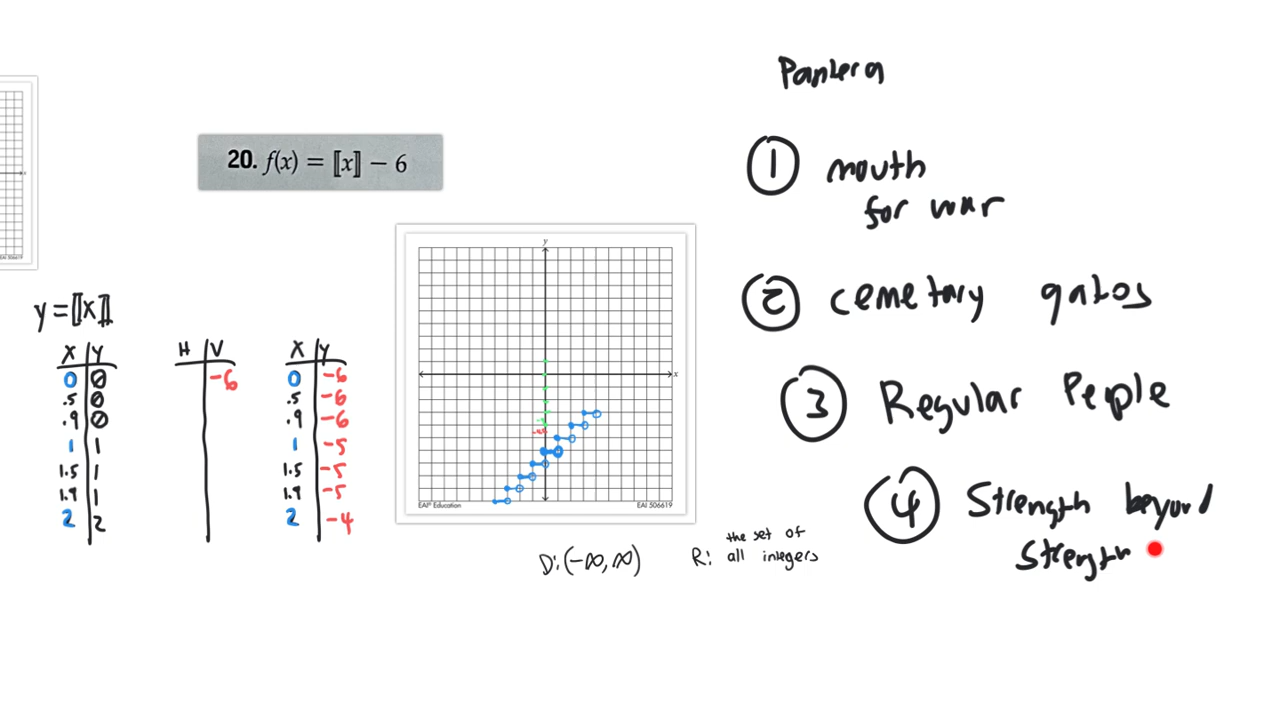 Pantera
20. f(x) = ⟦x⟧ − 6
① mouth
for war
② cemetary gates
y = ⟦x⟧
③ Regular People
④ Strength beyond
strength
X | Y
0 | 0
.5 | 0
.9 | 0
1 | 1
1.5 | 1
1.9 | 1
2 | 2
H | V
-6
X | Y
0 | -6
.5 | -6
.9 | -6
1 | -5
1.5 | -5
1.9 | -5
2 | -4
y
x
EAI® Education EAI 506619
D: (-∞, ∞)
R: the set of
all integers